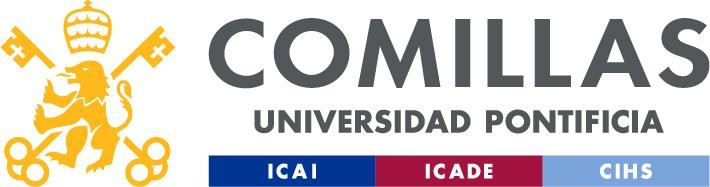 COMILLAS
UNIVERSIDAD PONTIFICIA
ICAI ICADE CIHS